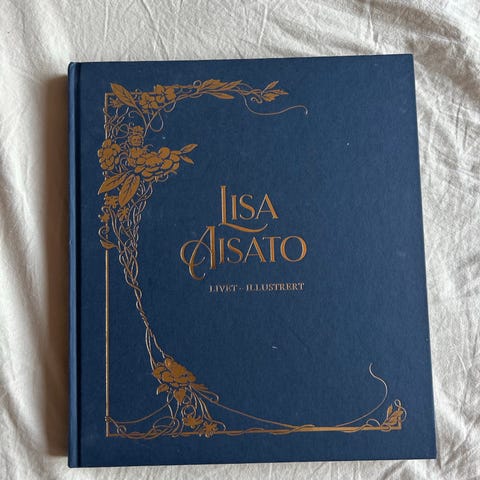 LISA
AISATO
LIVET – ILLUSTRERT